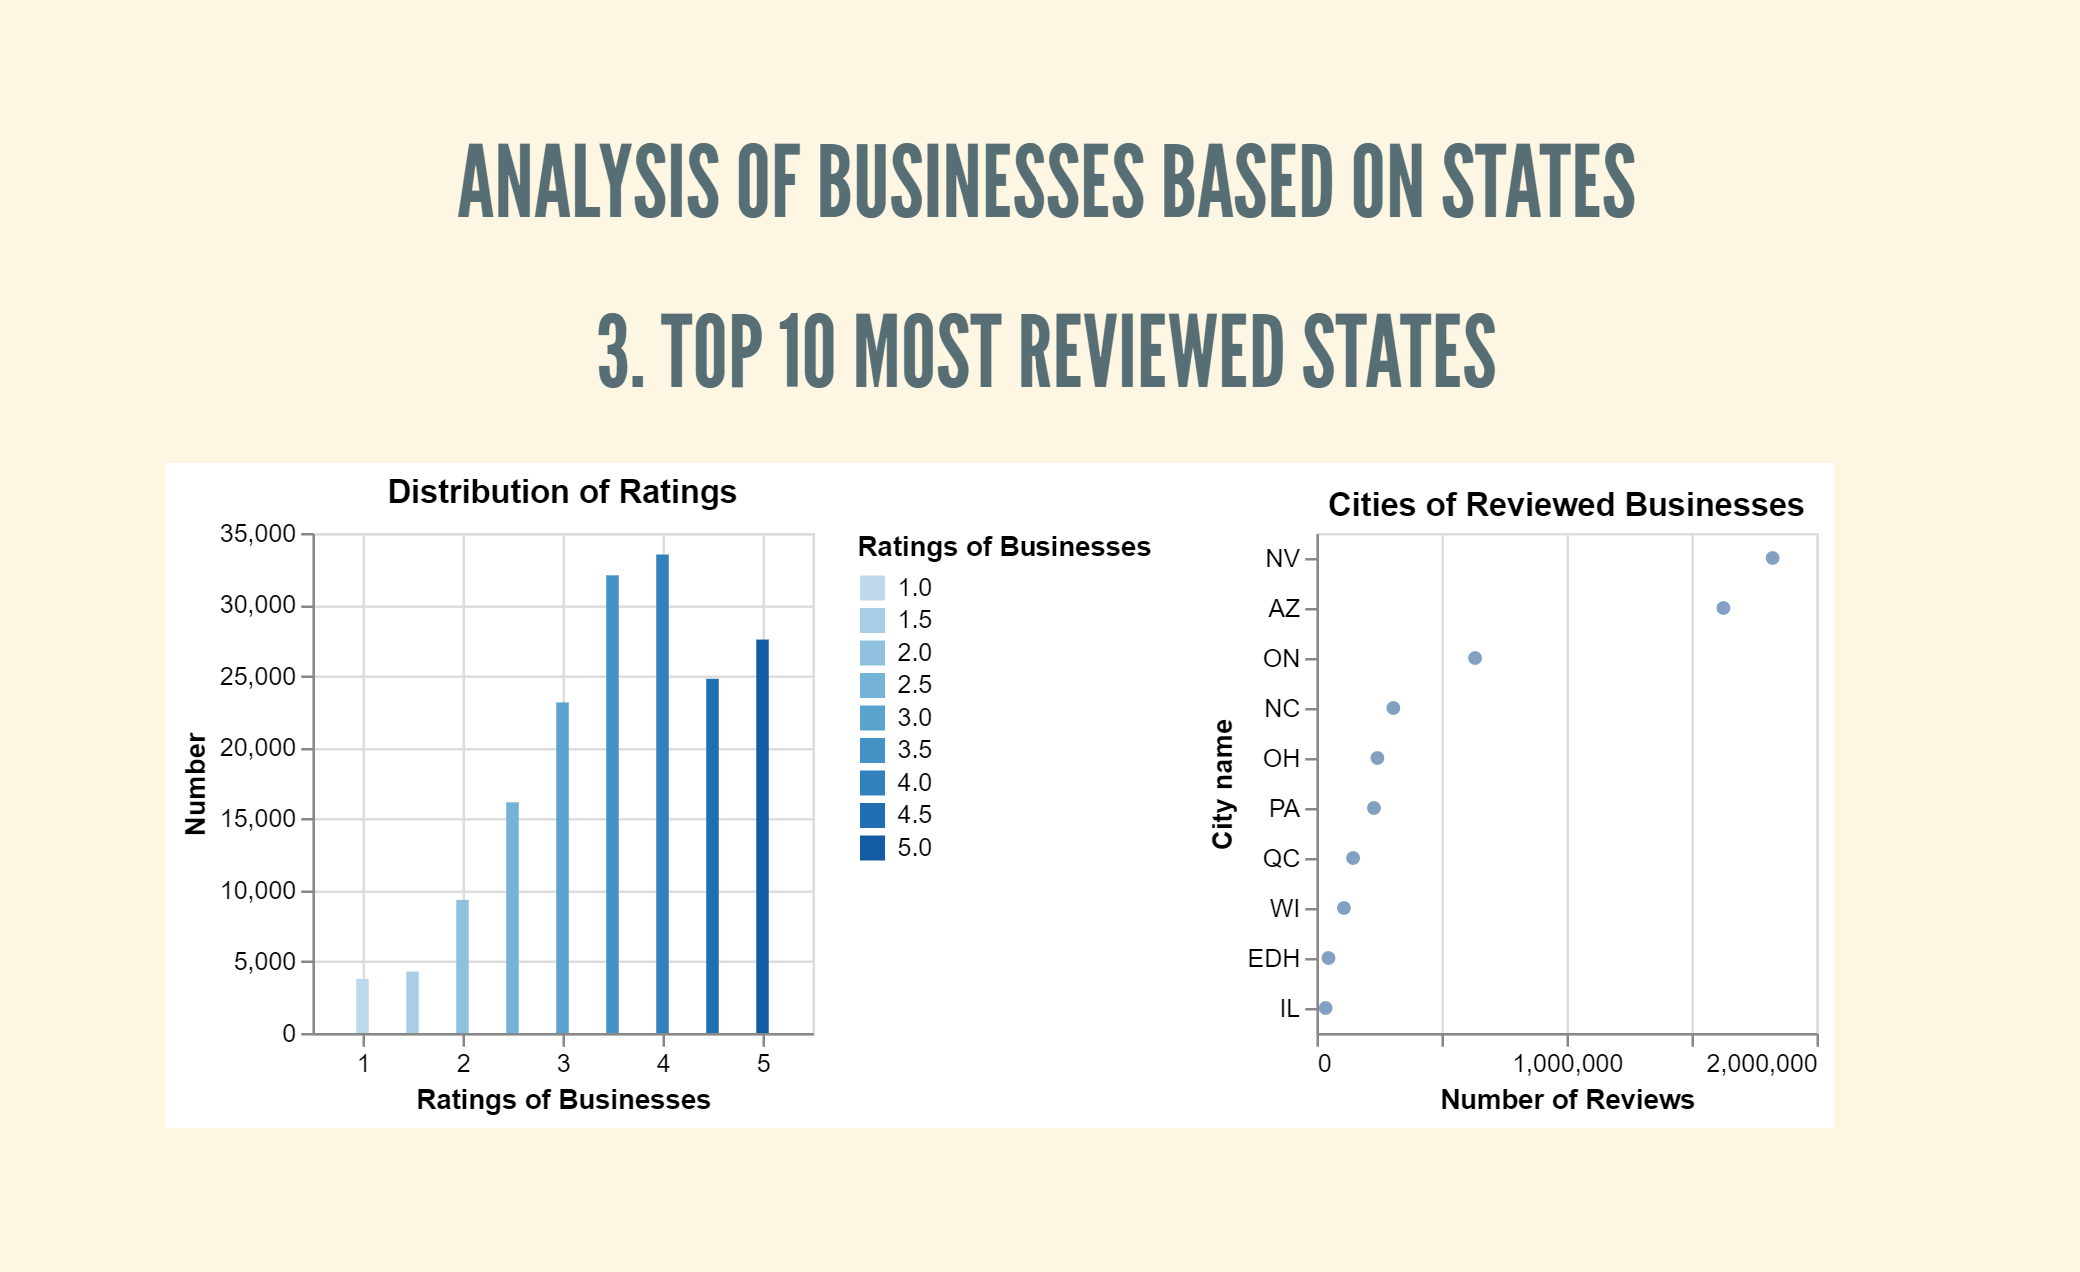 ANALYSIS OF BUSINESSES BASED ON STATES
3. TOP 10 MOST REVIEWED STATES
Distribution of Ratings
35,000
30,000
25,000
20,000
15,000
10,000
5,000
0
Number
1 2 3 4 5
Ratings of Businesses
Ratings of Businesses
1.0
1.5
2.0
2.5
3.0
3.5
4.0
4.5
5.0
Cities of Reviewed Businesses
NV
AZ
ON
NC
OH
PA
QC
WI
EDH
IL
City name
0 1,000,000 2,000,000
Number of Reviews